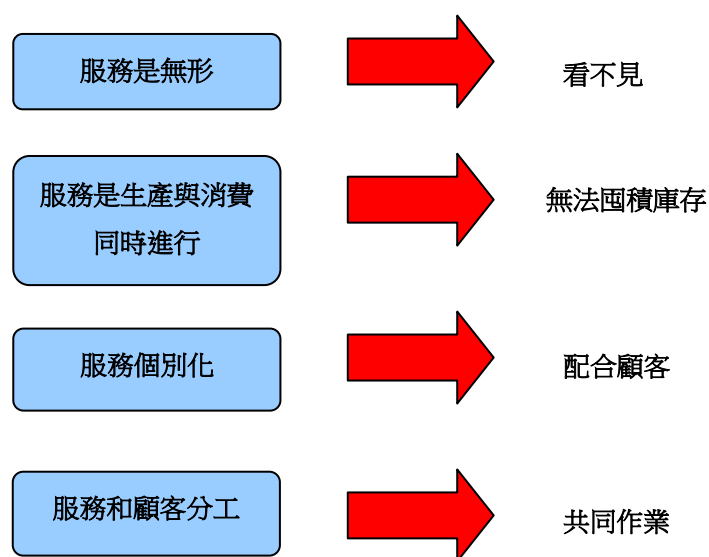 服務是無形
看不見
服務是生產與消費
同時進行
無法囤積庫存
服務個別化
配合顧客
服務和顧客分工
共同作業